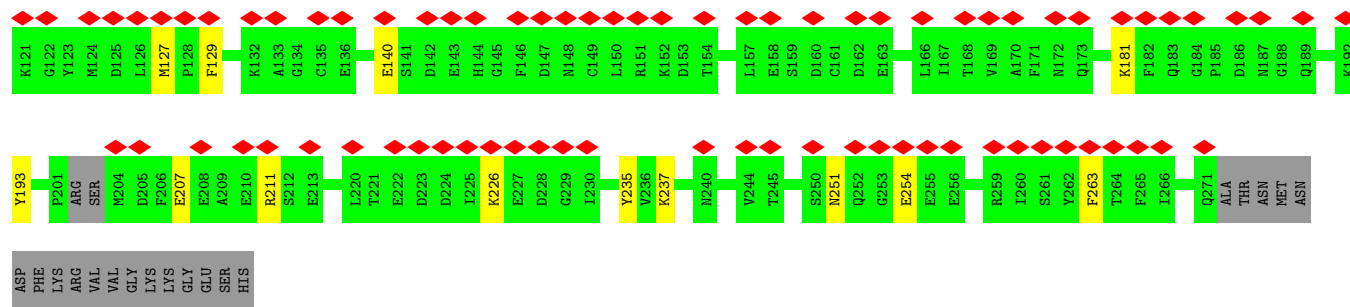 K121 G122 Y123 M124 D125 L126 M127 P128 F129 K132 A133 G134 C135 E136 E140 S141 D142 E143 H144 G145 F146 D147 N148 C149 L150 R151 K152 D153 T154 L157 E158 S159 D160 C161 D162 E163 L166 I167 T168 V169 A170 F171 N172 Q173 K181 F182 Q183 G184 P185 D186 N187 G188 Q189 K192
Y193 P201 ARG SER M204 D205 F206 E207 E208 A209 E210 R211 S212 E213 L220 T221 E222 D223 D224 I225 K226 E227 D228 G229 I230 Y235 V236 K237 N240 V244 T245 S250 N251 Q252 G253 E254 E255 E256 R259 I260 S261 Y262 F263 T264 F265 I266 Q271 ALA THR ASN MET ASN
ASP PHE LYS ARG VAL VAL GLY LYS LYS GLY GLU SER HIS